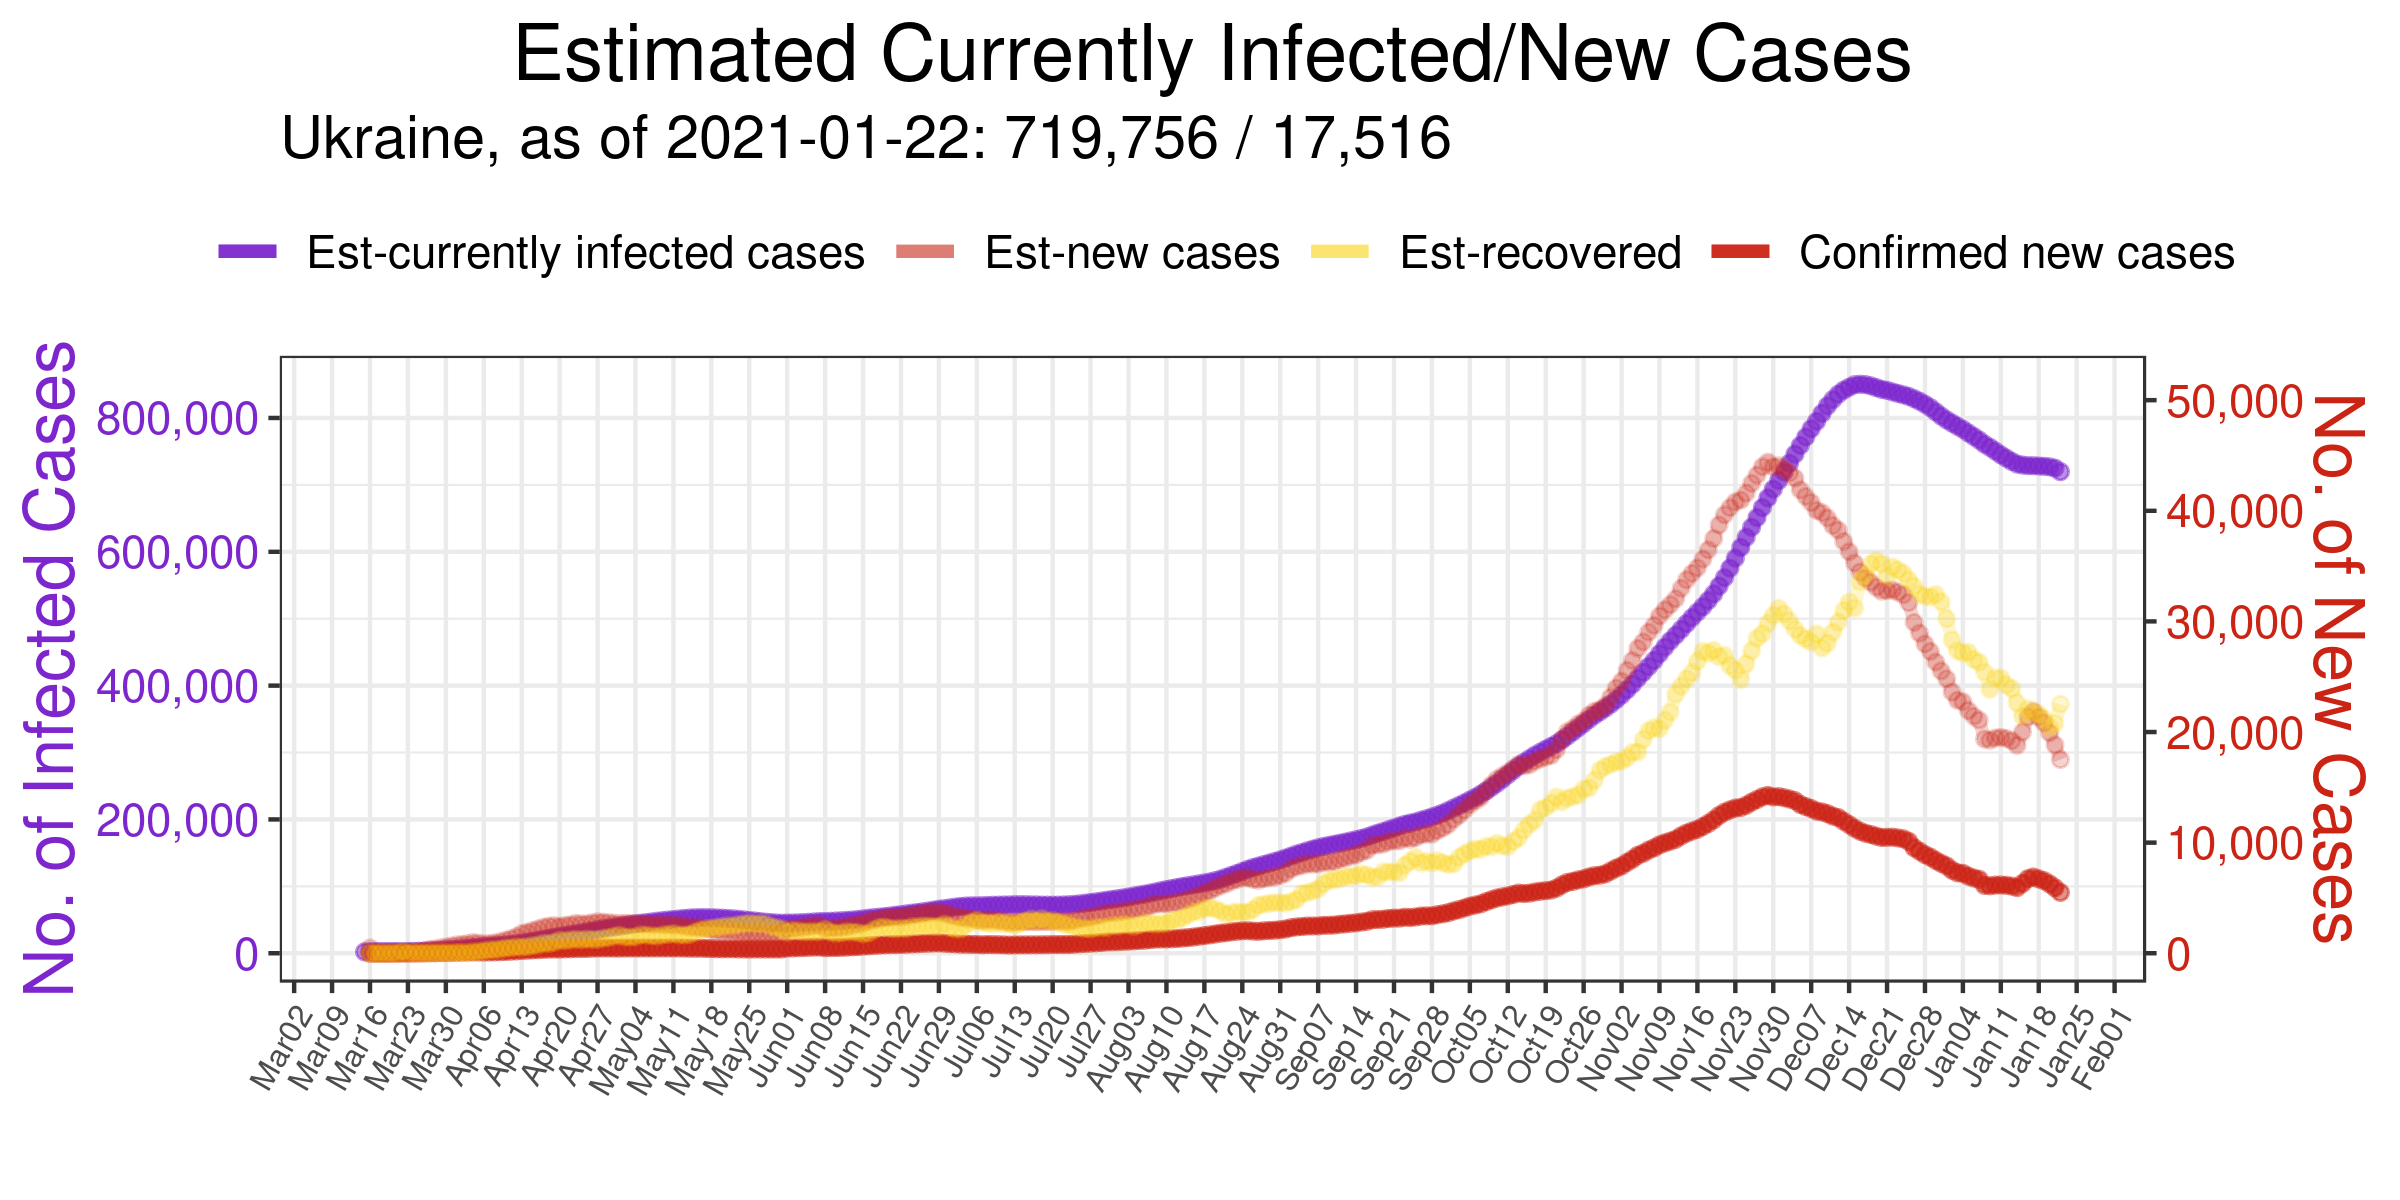 Estimated Currently Infected/New Cases
Ukraine, as of 2021-01-22: 719,756 / 17,516
Est-currently infected cases Est-new cases Est-recovered Confirmed new cases
No. of Infected Cases
800,000
600,000
400,000
200,000
0
50,000
40,000
30,000
20,000
10,000
0
No. of New Cases
Mar02 Mar09 Mar16 Mar23 Mar30 Apr06 Apr13 Apr20 Apr27 May04 May11 May18 May25 Jun01 Jun08 Jun15 Jun22 Jun29 Jul06 Jul13 Jul20 Jul27 Aug03 Aug10 Aug17 Aug24 Aug31 Sep07 Sep14 Sep21 Sep28 Oct05 Oct12 Oct19 Oct26 Nov02 Nov09 Nov16 Nov23 Nov30 Dec07 Dec14 Dec21 Dec28 Jan04 Jan11 Jan18 Jan25 Feb01